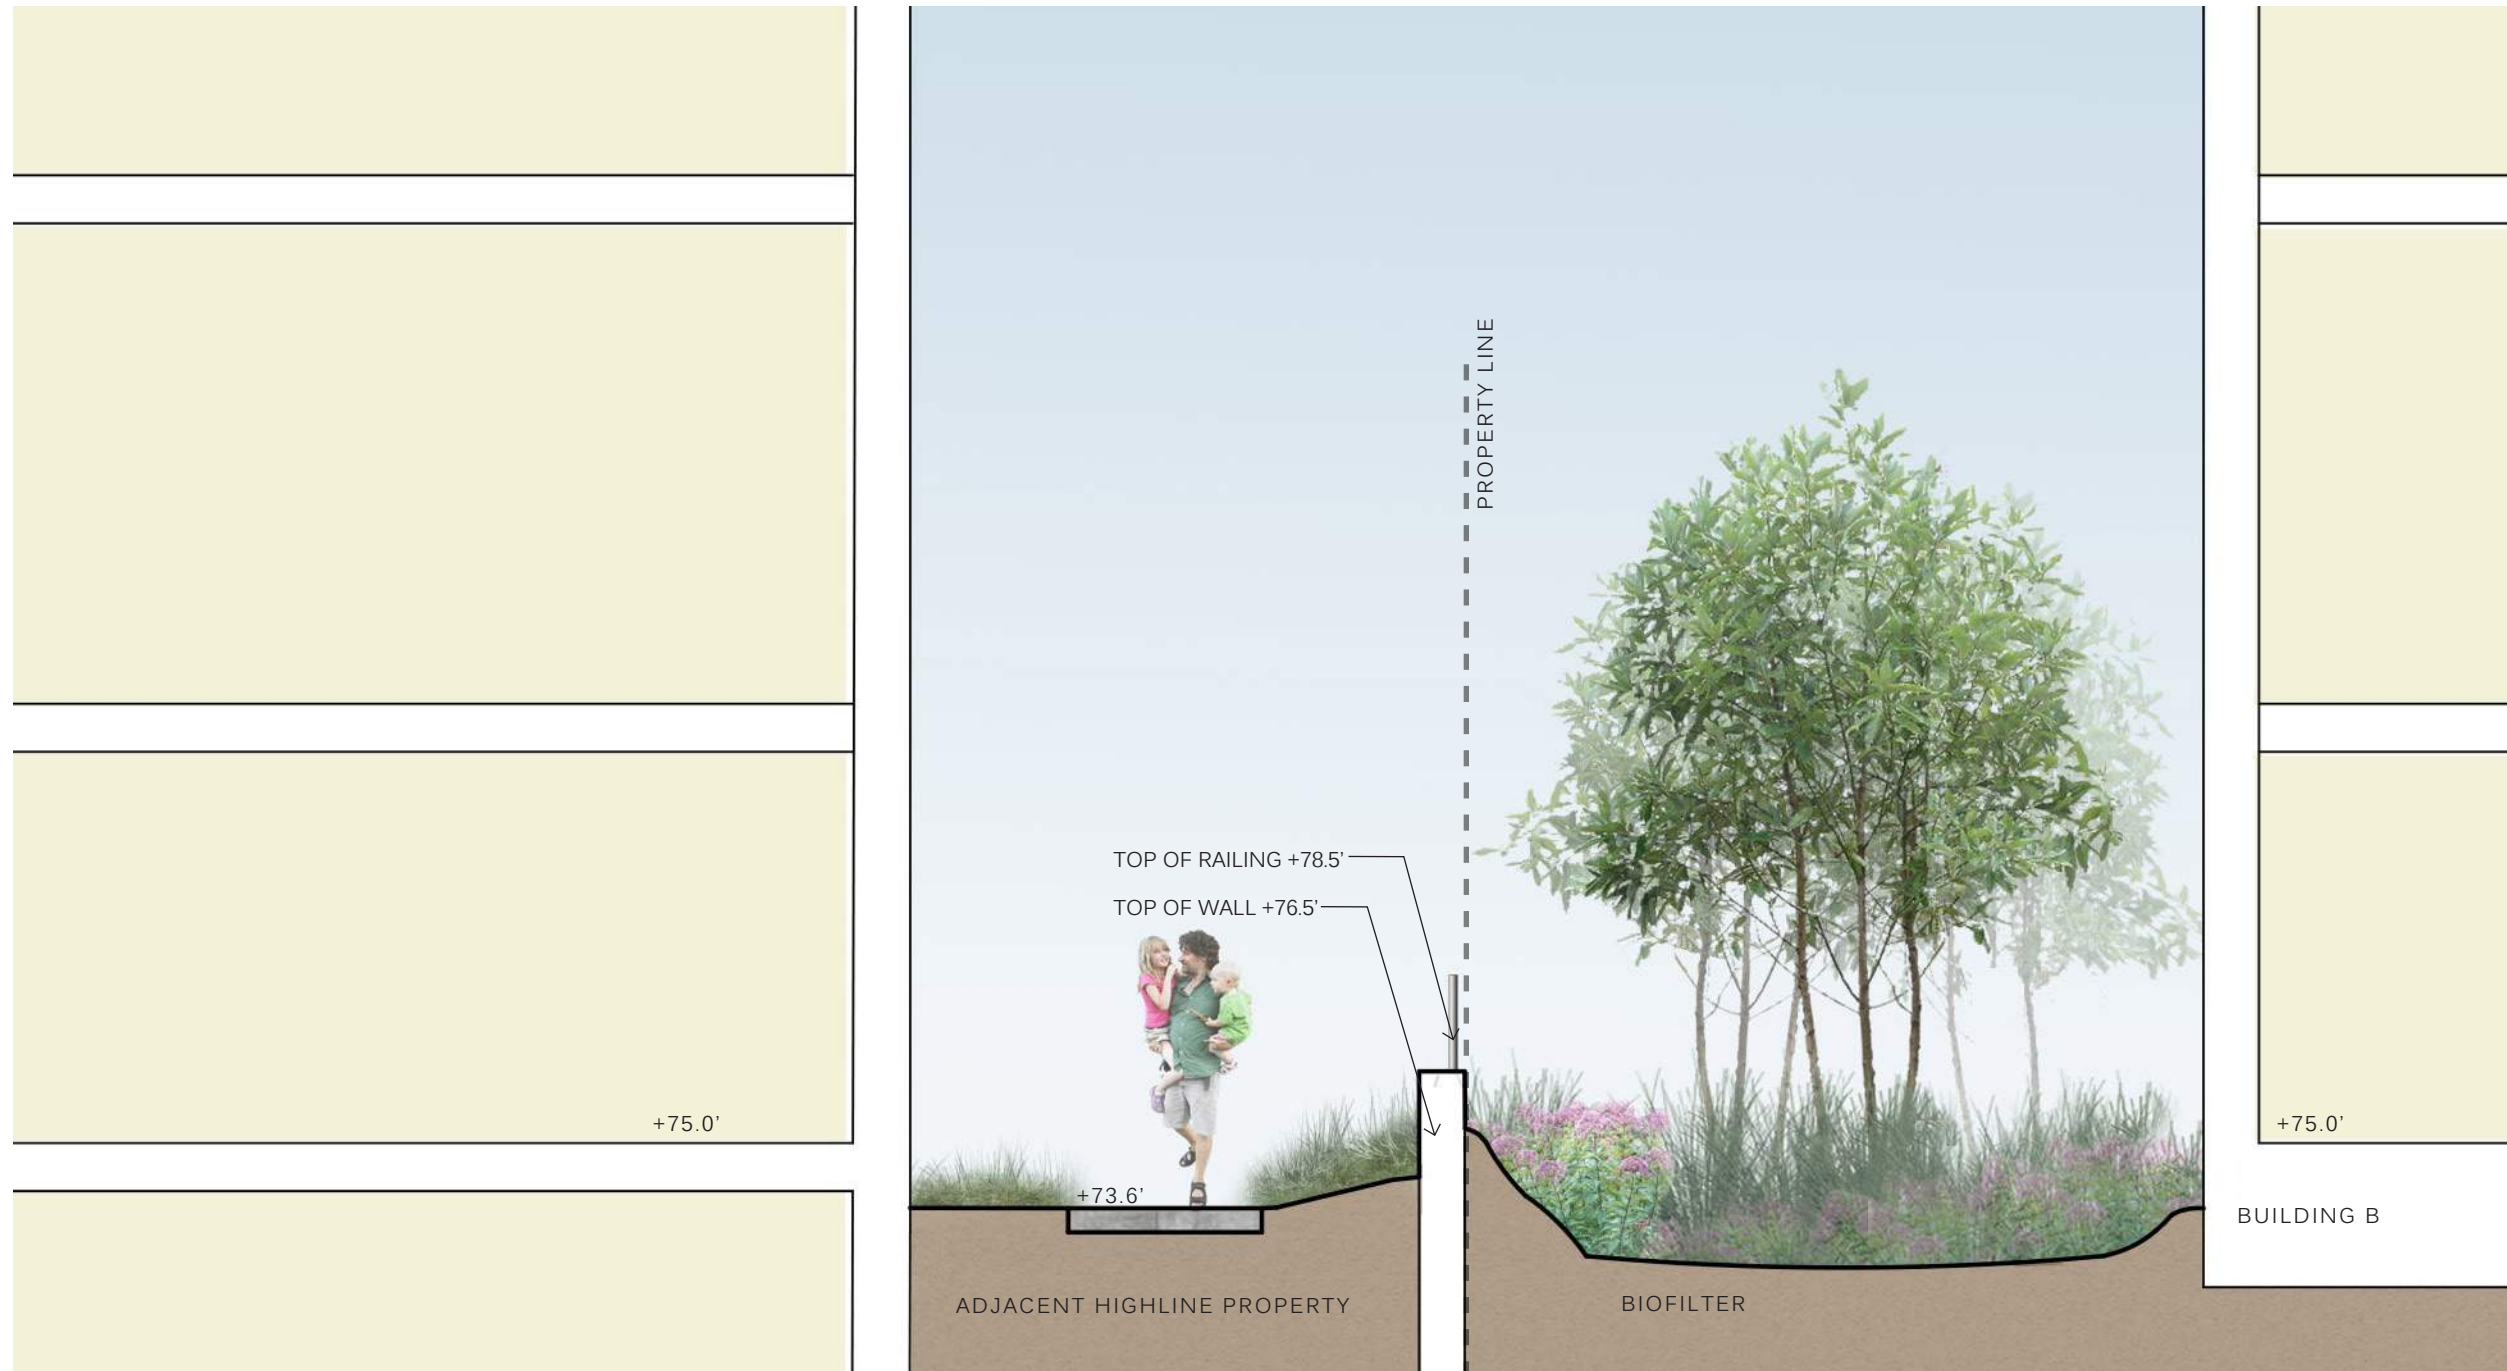 PROPERTY LINE
TOP OF RAILING +78.5'
TOP OF WALL +76.5'
+75.0'
+75.0'
+73.6'
BUILDING B
ADJACENT HIGHLINE PROPERTY
BIOFILTER